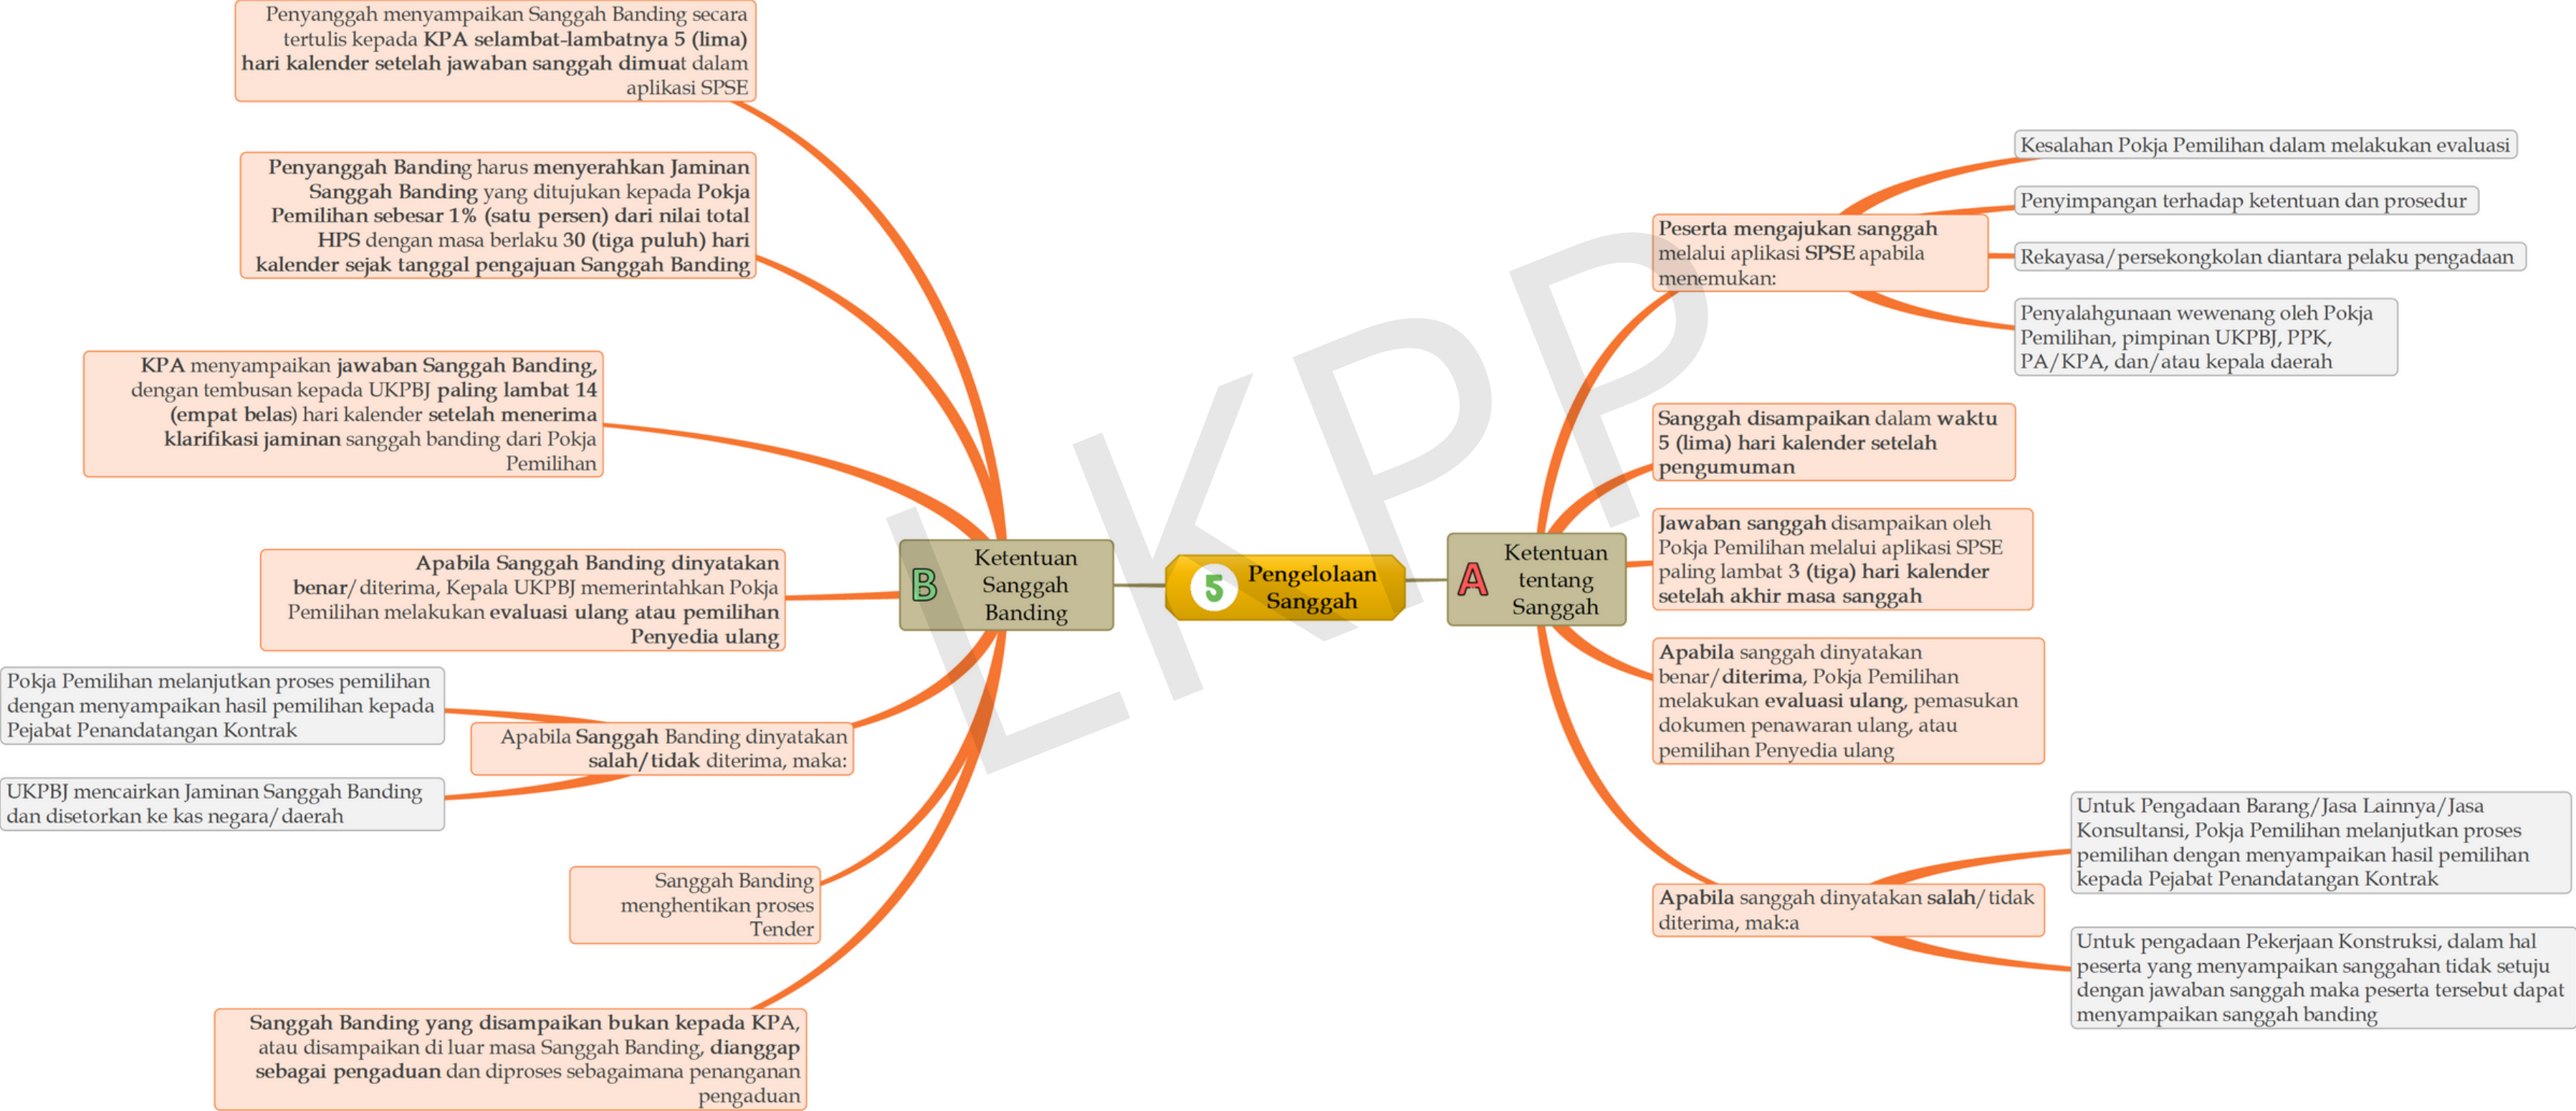 5
Pengelolaan
Sanggah
A
Ketentuan
tentang
Sanggah
Peserta mengajukan sanggah
melalui aplikasi SPSE apabila
menemukan:
Kesalahan Pokja Pemilihan dalam melakukan evaluasi
Penyimpangan terhadap ketentuan dan prosedur
Rekayasa/persekongkolan diantara pelaku pengadaan
Penyalahgunaan wewenang oleh Pokja
Pemilihan, pimpinan UKPBJ, PPK,
PA/KPA, dan/atau kepala daerah
Sanggah disampaikan dalam waktu
5 (lima) hari kalender setelah
pengumuman
Jawaban sanggah disampaikan oleh
Pokja Pemilihan melalui aplikasi SPSE
paling lambat 3 (tiga) hari kalender
setelah akhir masa sanggah
Apabila sanggah dinyatakan
benar/diterima, Pokja Pemilihan
melakukan evaluasi ulang, pemasukan
dokumen penawaran ulang, atau
pemilihan Penyedia ulang
Apabila sanggah dinyatakan salah/tidak
diterima, mak:a
Untuk Pengadaan Barang/Jasa Lainnya/Jasa
Konsultansi, Pokja Pemilihan melanjutkan proses
pemilihan dengan menyampaikan hasil pemilihan
kepada Pejabat Penandatangan Kontrak
Untuk pengadaan Pekerjaan Konstruksi, dalam hal
peserta yang menyampaikan sanggahan tidak setuju
dengan jawaban sanggah maka peserta tersebut dapat
menyampaikan sanggah banding
B
Ketentuan
Sanggah
Banding
Penyanggah menyampaikan Sanggah Banding secara
tertulis kepada KPA selambat-lambatnya 5 (lima)
hari kalender setelah jawaban sanggah dimuat dalam
aplikasi SPSE
Penyanggah Banding harus menyerahkan Jaminan
Sanggah Banding yang ditujukan kepada Pokja
Pemilihan sebesar 1% (satu persen) dari nilai total
HPS dengan masa berlaku 30 (tiga puluh) hari
kalender sejak tanggal pengajuan Sanggah Banding
KPA menyampaikan jawaban Sanggah Banding,
dengan tembusan kepada UKPBJ paling lambat 14
(empat belas) hari kalender setelah menerima
klarifikasi jaminan sanggah banding dari Pokja
Pemilihan
Apabila Sanggah Banding dinyatakan
benar/diterima, Kepala UKPBJ memerintahkan Pokja
Pemilihan melakukan evaluasi ulang atau pemilihan
Penyedia ulang
Apabila Sanggah Banding dinyatakan
salah/tidak diterima, maka:
Pokja Pemilihan melanjutkan proses pemilihan
dengan menyampaikan hasil pemilihan kepada
Pejabat Penandatangan Kontrak
UKPBJ mencairkan Jaminan Sanggah Banding
dan disetorkan ke kas negara/daerah
Sanggah Banding
menghentikan proses
Tender
Sanggah Banding yang disampaikan bukan kepada KPA,
atau disampaikan di luar masa Sanggah Banding, dianggap
sebagai pengaduan dan diproses sebagaimana penanganan
pengaduan
LKPP